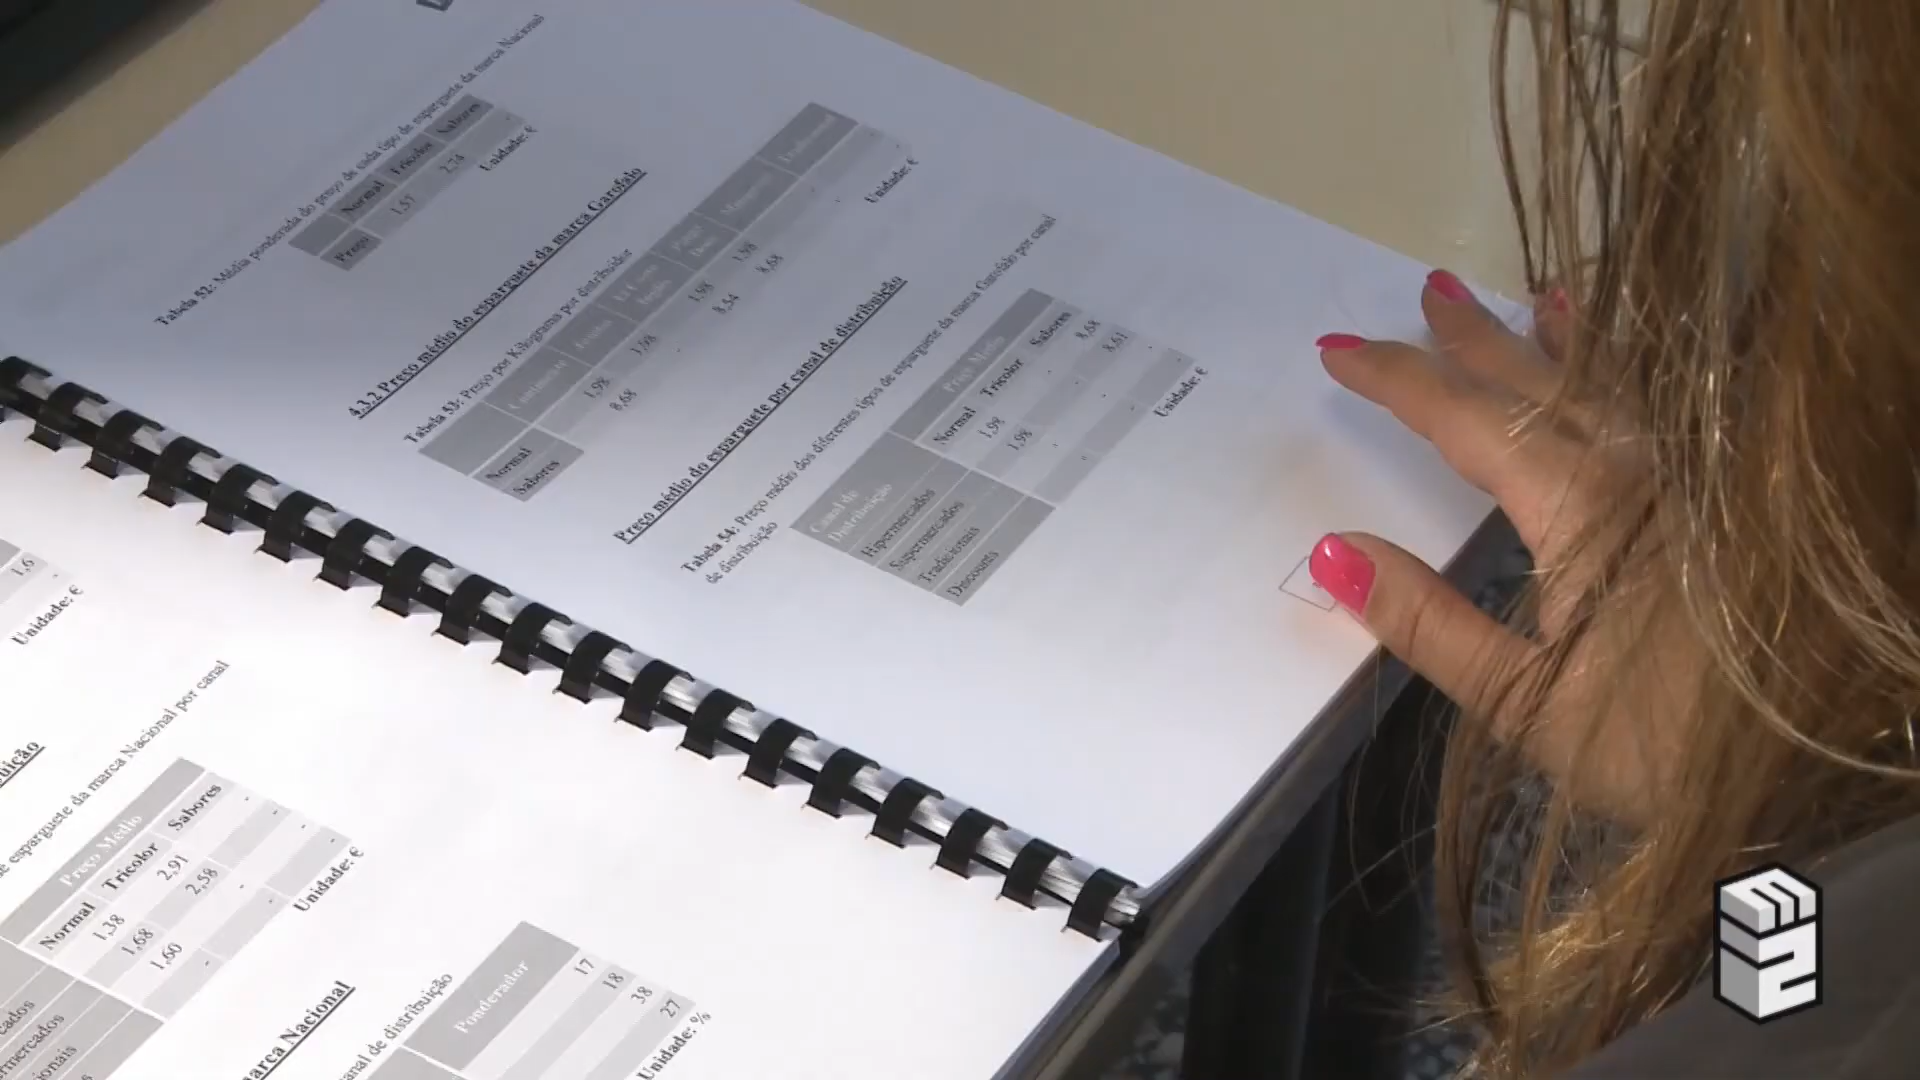 Tabela 52: Média ponderada do preço de cada tipo de esparguete da marca Nacional
Normal Tricolor Sabores
Preço 1,57 2,74 -
Unidade: €
4.3.2 Preço médio do esparguete da marca Garofalo
Tabela 53: Preço por Kilograma por distribuidor
Continente
Normal 1,98 1,98 1,98 1,98 - -
Sabores 8,68 - 8,54 8,68 - -
Unidade: €
Preço médio do esparguete por canal de distribuição
Tabela 54: Preço médio dos diferentes tipos de esparguete da marca Garofalo por canal
de distribuição
Canal de
Distribuição
Preço Médio
Normal Tricolor Sabores
Hipermercados 1,98 - 8,68
Supermercados 1,98 - 8,61
Tradicionais - - -
Discounts - - -
Unidade: €
1,6
-
Unidade: €
esparguete da marca Nacional por canal
Preço Médio
Normal Tricolor Sabores
1,38 2,91 -
1,68 2,58 -
1,60 - -
- - -
Unidade: €
arca Nacional
anal de distribuição
Ponderador
17
18
38
27
Unidade: %
m2